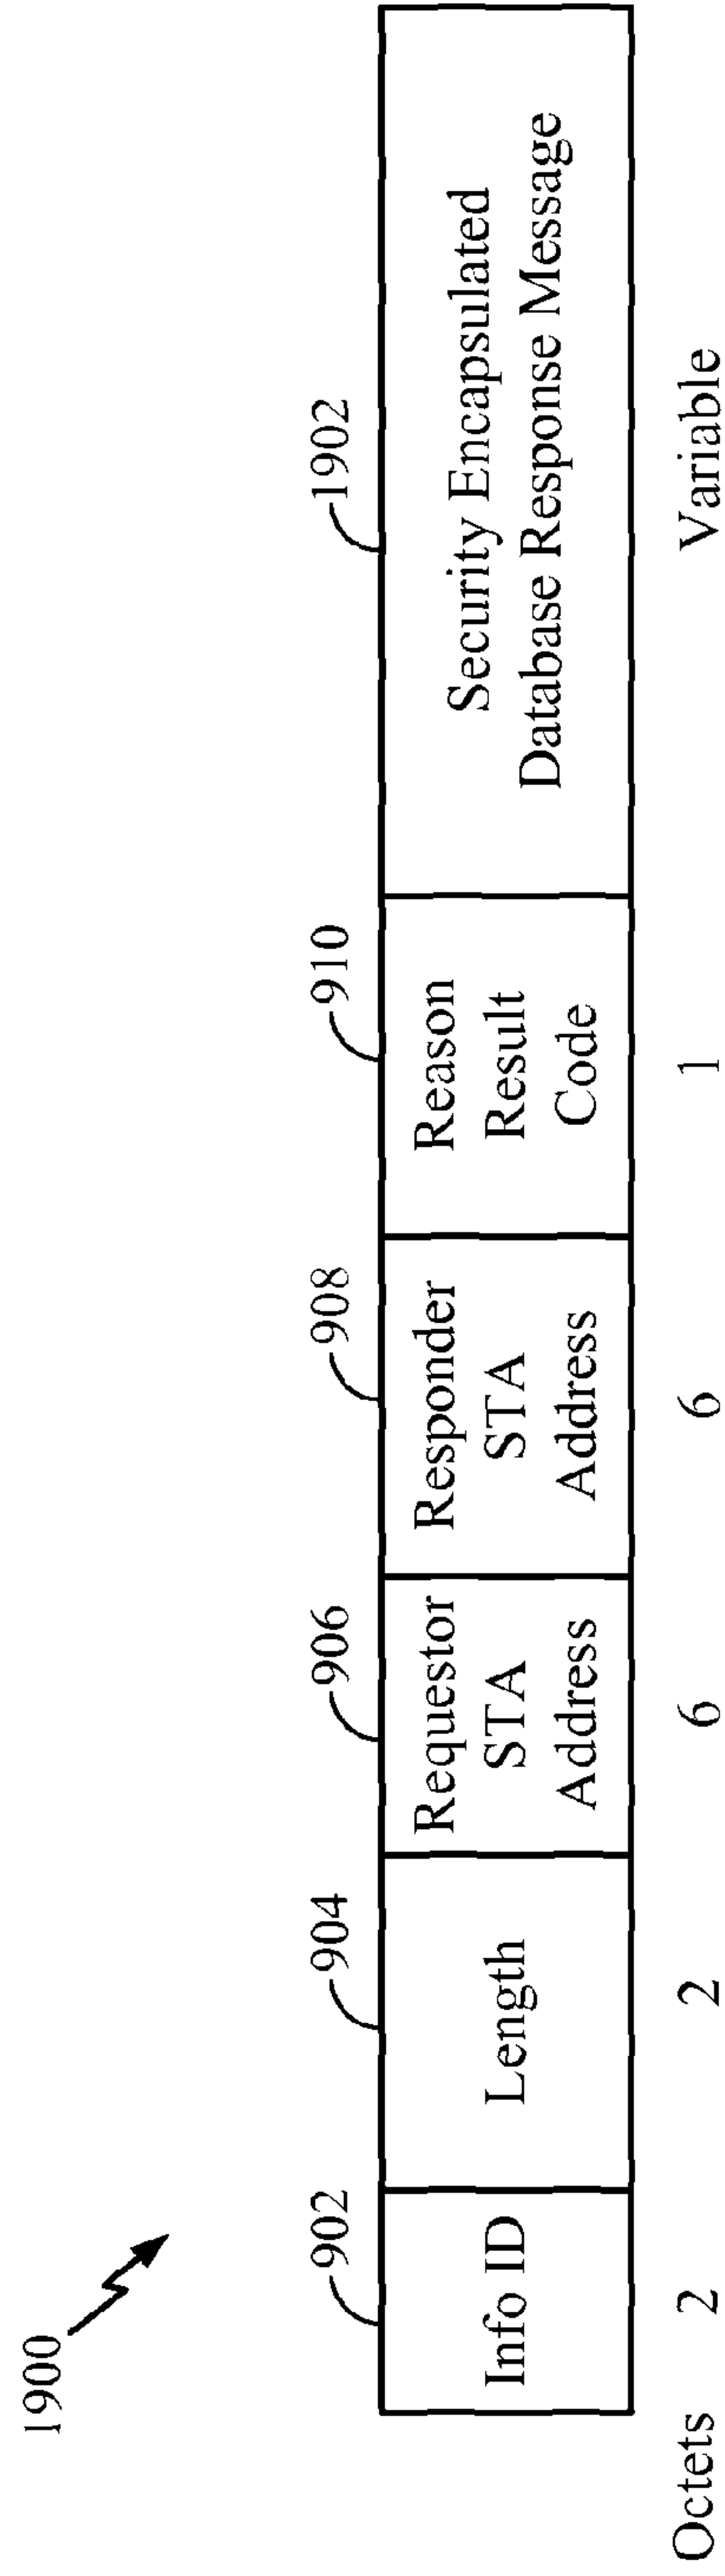 1900
902
904
906
908
910
1902
Info ID
Length
Requestor
STA
Address
Responder
STA
Address
Reason
Result
Code
Security Encapsulated
Database Response Message
Octets
2
2
6
6
1
Variable